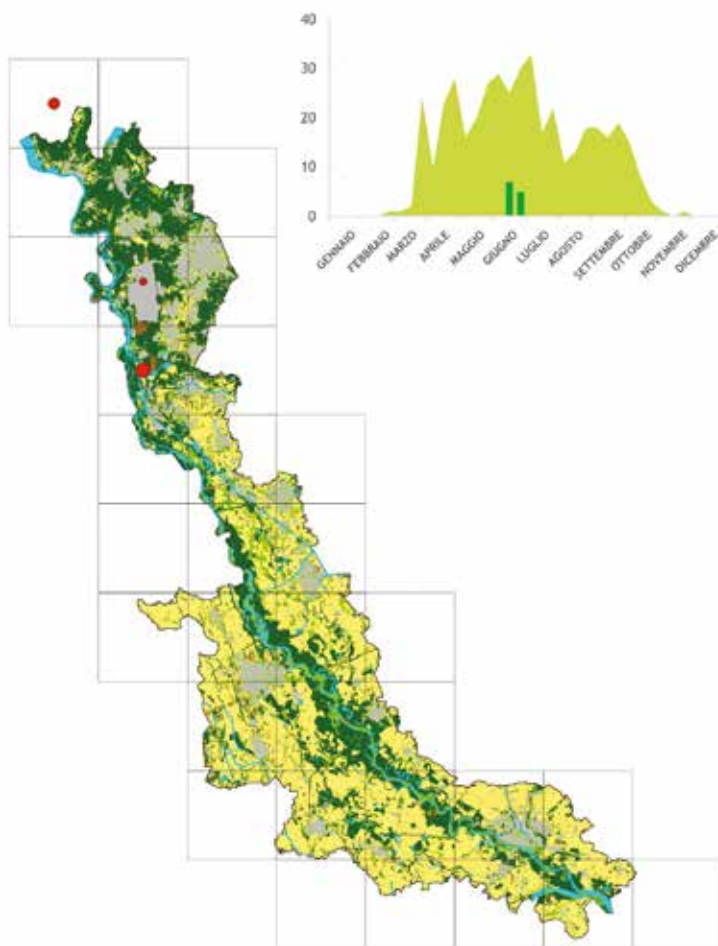 40
30
20
10
0
GENNAIO
FEBBRAIO
MARZO
APRILE
MAGGIO
GIUGNO
LUGLIO
AGOSTO
SETTEMBRE
OTTOBRE
NOVEMBRE
DICEMBRE